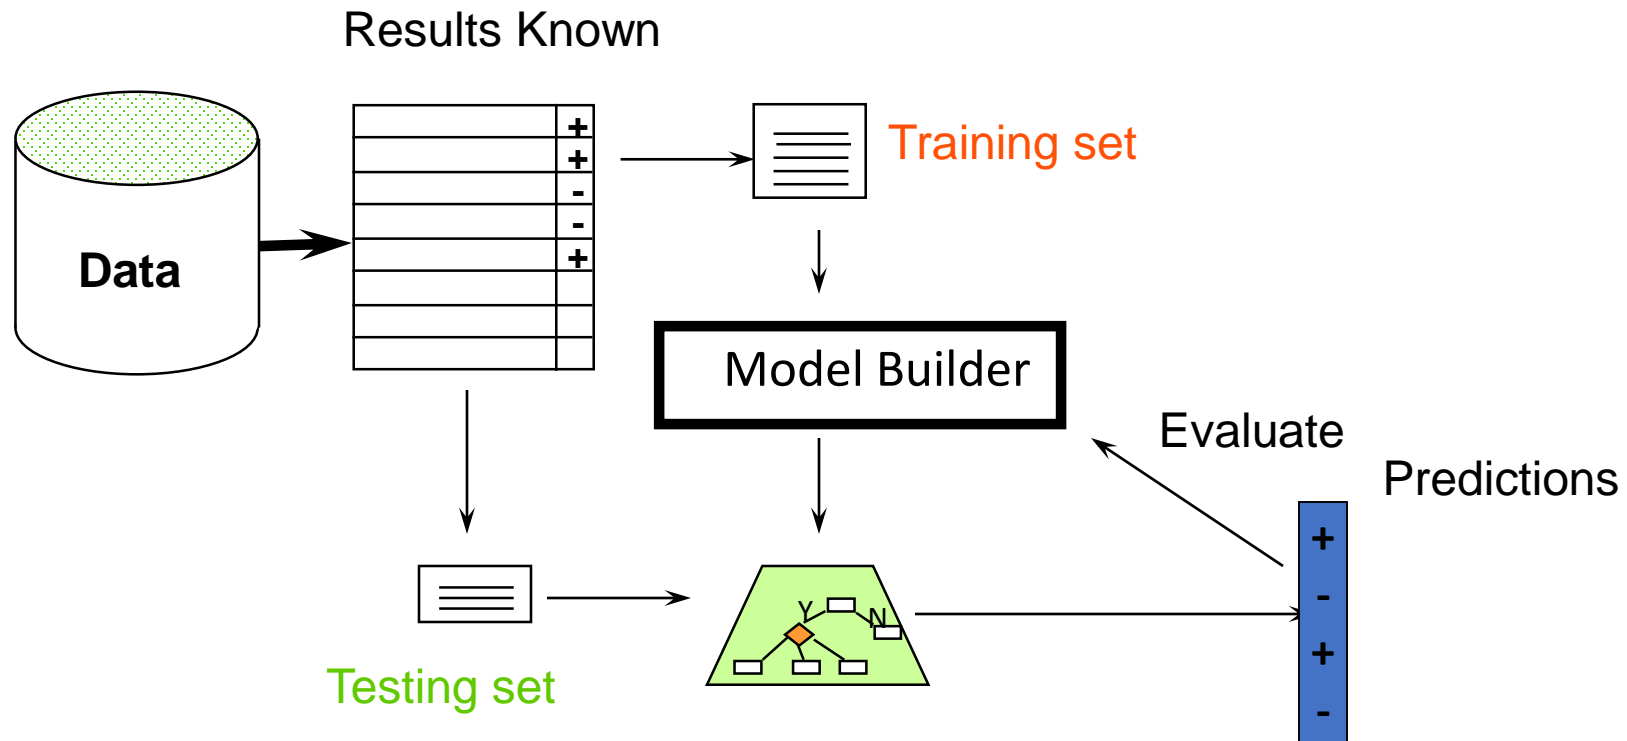 Results Known
+
+
-
-
+
Training set
Data
Model Builder
Evaluate
Predictions
+
-
+
-
Y
N
Testing set